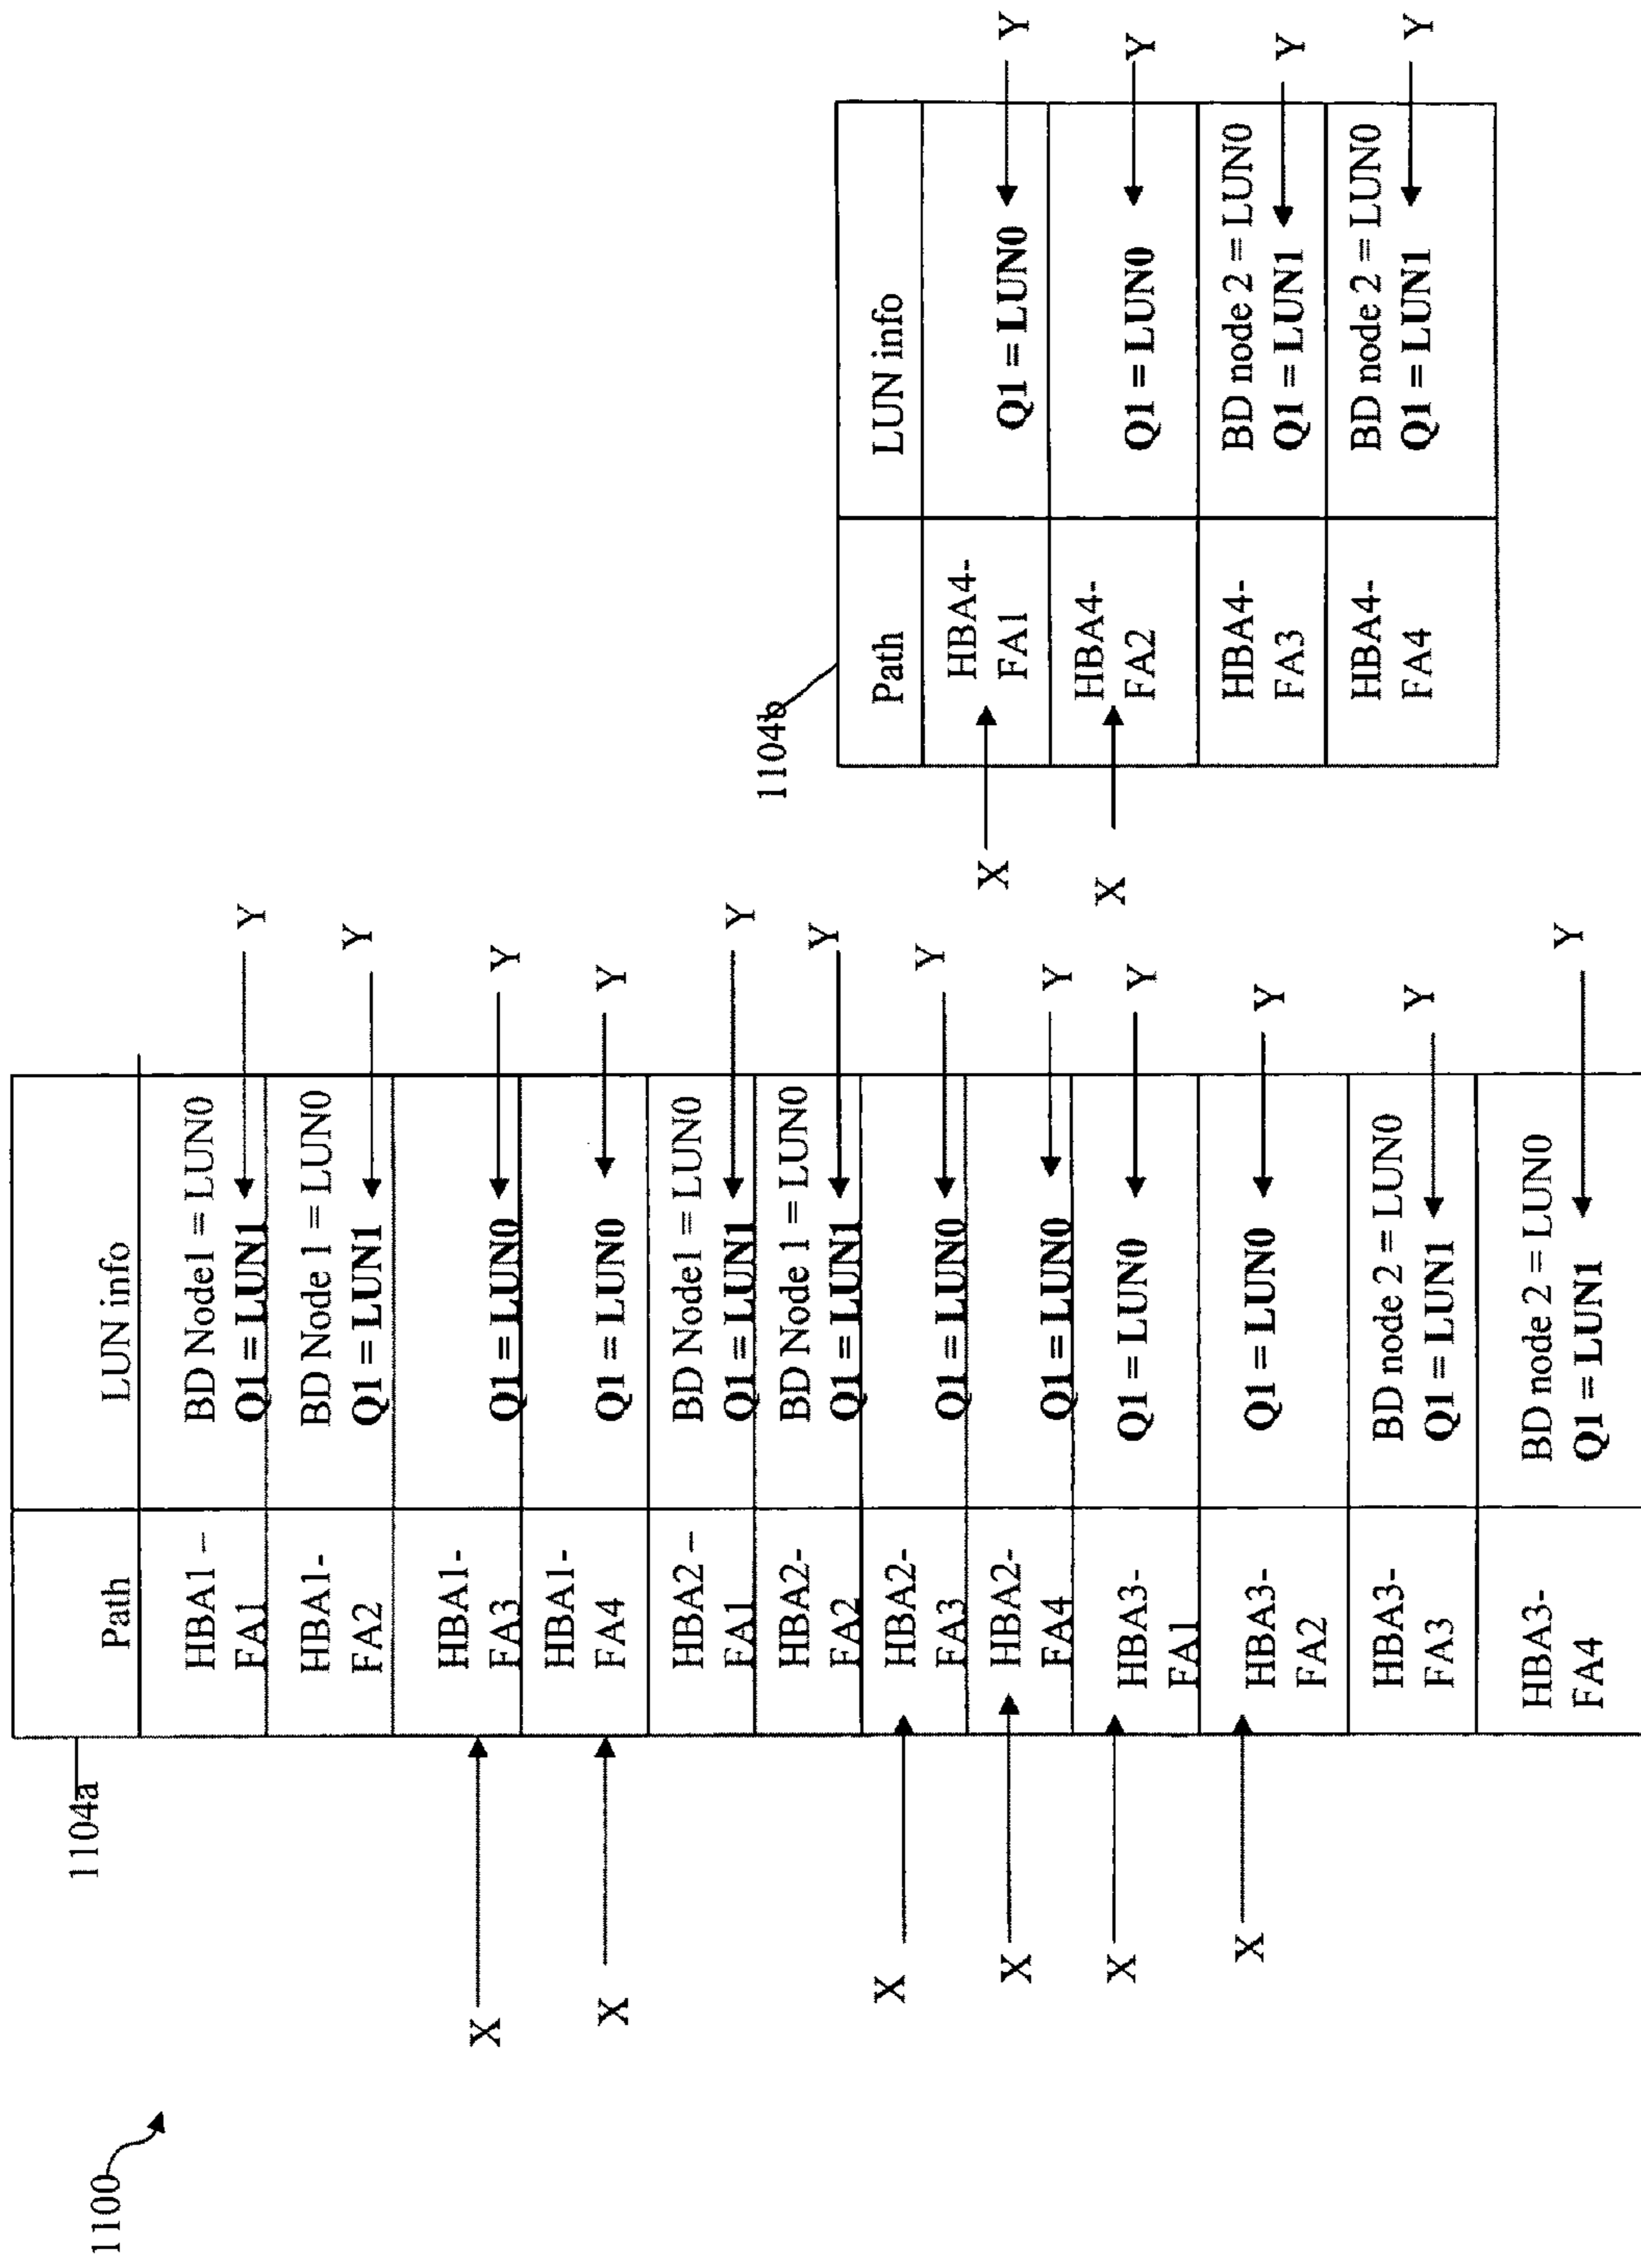 1100
1104a
Path LUN info
HBA1 – BD Node1 = LUN0
FA1 Q1 = LUN1 Y
HBA1- BD Node 1 = LUN0
FA2 Q1 = LUN1 Y
X HBA1-
FA3 Q1 = LUN0 Y
X HBA1-
FA4 Q1 = LUN0 Y
HBA2 – BD Node1 = LUN0
FA1 Q1 = LUN1 Y
HBA2- BD Node 1 = LUN0
FA2 Q1 = LUN1 Y
X HBA2-
FA3 Q1 = LUN0 Y
X HBA2-
FA4 Q1 = LUN0 Y
X HBA3- Q1 = LUN0 Y
FA1
X HBA3- Q1 = LUN0 Y
FA2
HBA3- BD node 2 = LUN0
FA3 Q1 = LUN1 Y
HBA3- BD node 2 = LUN0
FA4 Q1 = LUN1 Y
1104b
Path LUN info
HBA4-
X FA1 Q1 = LUN0 Y
HBA4-
X FA2 Q1 = LUN0 Y
HBA4- BD node 2 = LUN0
FA3 Q1 = LUN1 Y
HBA4- BD node 2 = LUN0
FA4 Q1 = LUN1 Y